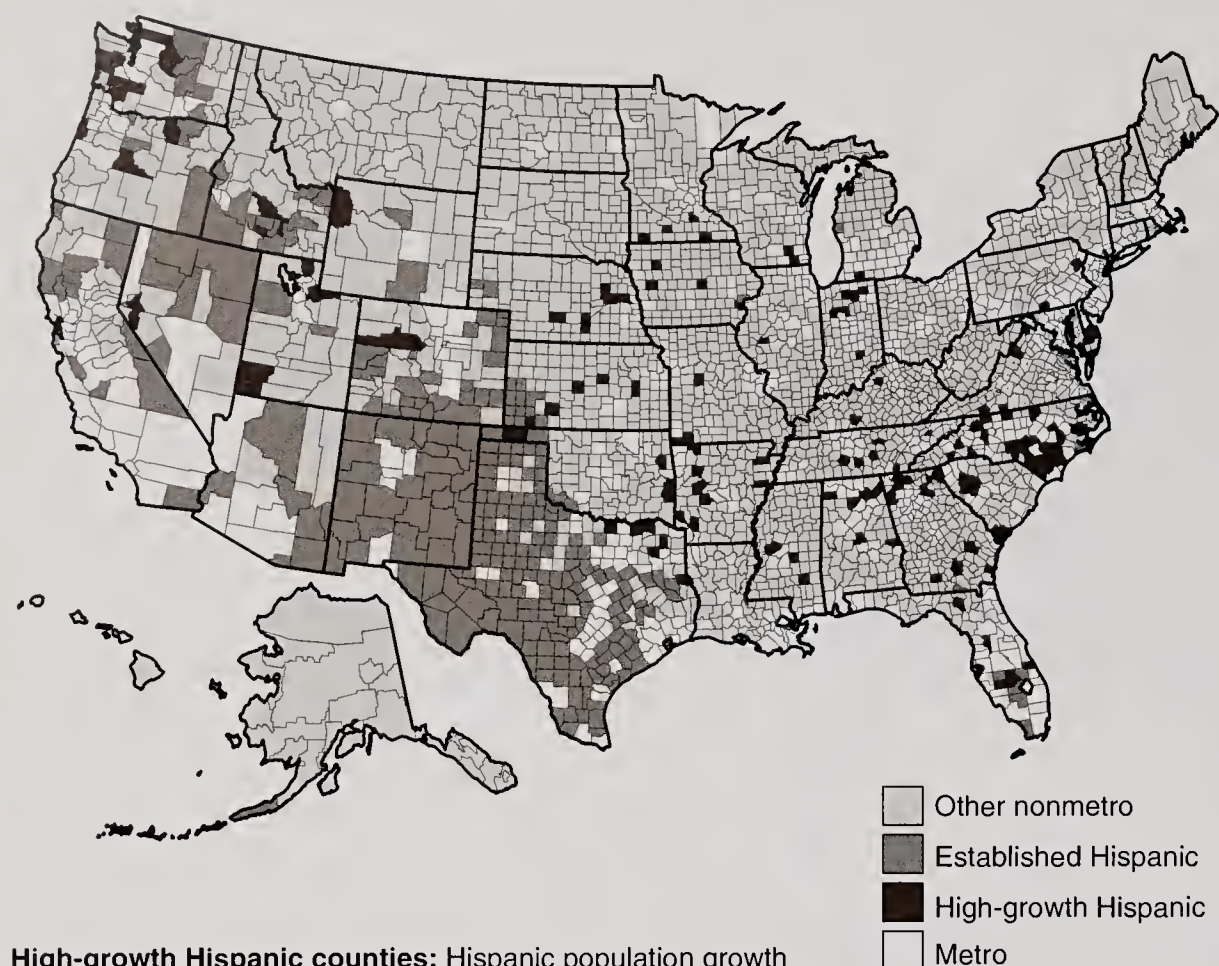 Other nonmetro
Established Hispanic
High-growth Hispanic
Metro
High-growth Hispanic counties: Hispanic population growth